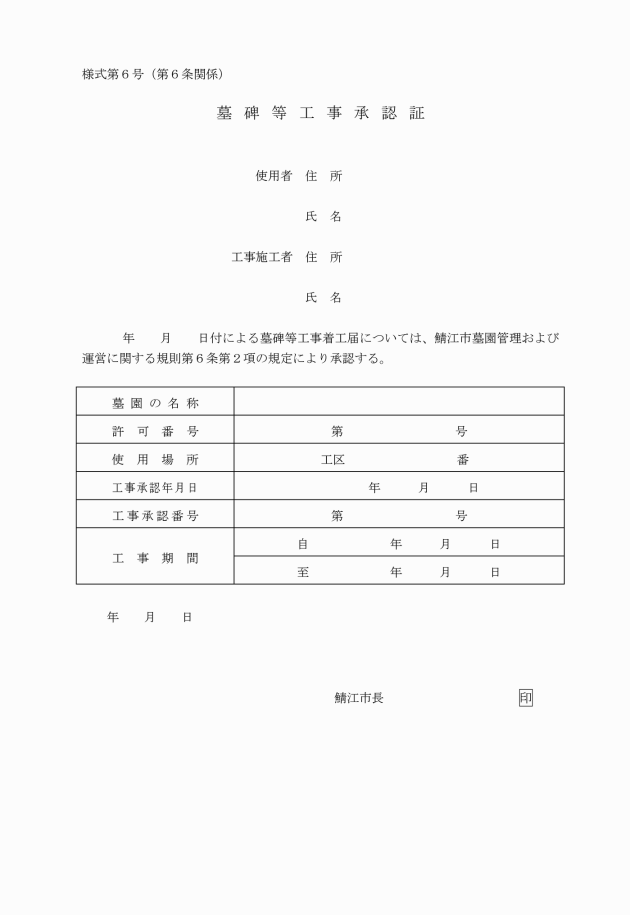 様式第６号（第６条関係）
墓碑等工事承認証
使用者　住　所
氏　名
工事施工者　住　所
氏　名
年　　月　　日付による墓碑等工事着工届については、鯖江市墓園管理および
運営に関する規則第６条第２項の規定により承認する。
墓園の名称
許可番号　第　　　号
使用場所　工区　　　番
工事承認年月日　年　　月　　日
工事承認番号　第　　　号
工事期間　自　　　年　　月　　日
至　　　年　　月　　日
年　　月　　日
鯖江市長　　　印